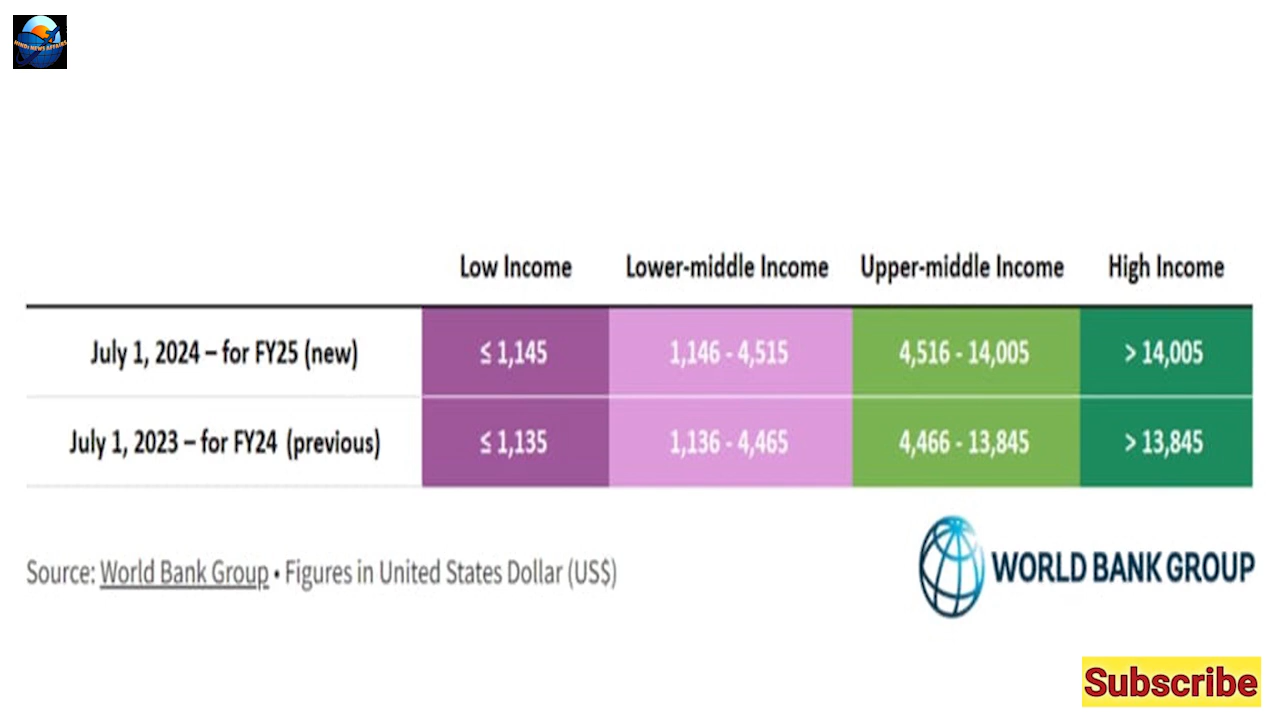 HINDI NEWS AFFAIRS
Low Income Lower-middle Income Upper-middle Income High Income
July 1, 2024 – for FY25 (new) ≤ 1,145 1,146 - 4,515 4,516 - 14,005 > 14,005
July 1, 2023 – for FY24 (previous) ≤ 1,135 1,136 - 4,465 4,466 - 13,845 > 13,845
Source: World Bank Group • Figures in United States Dollar (US$)
WORLD BANK GROUP
Subscribe